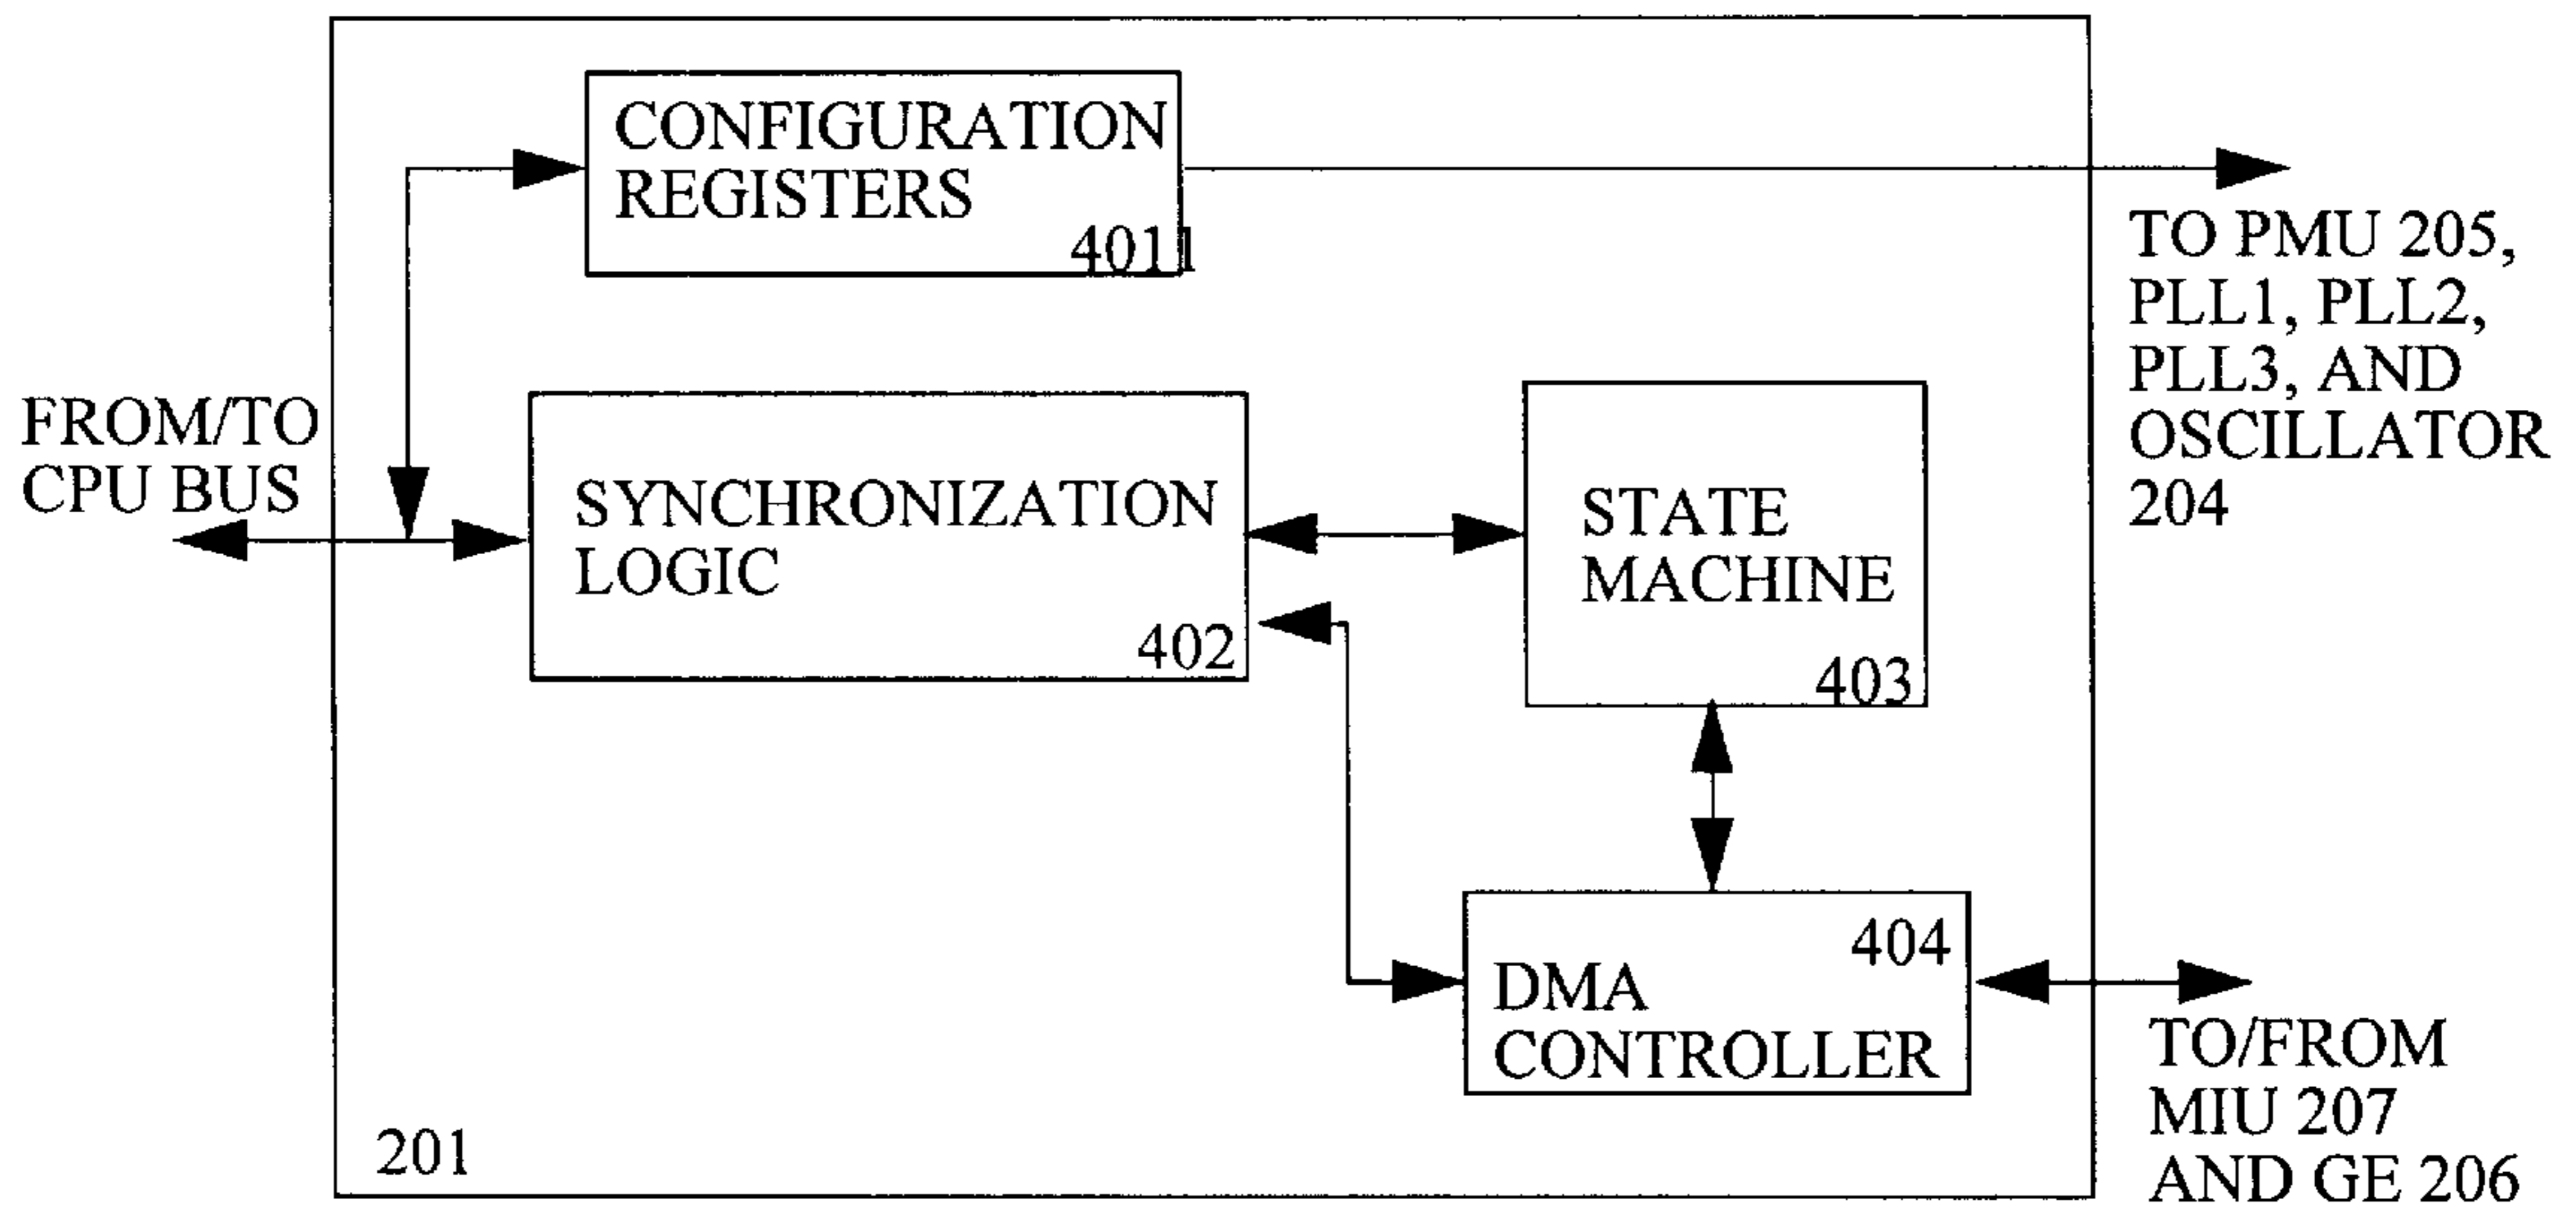 CONFIGURATION
REGISTERS
4011
TO PMU 205,
PLL1, PLL2,
PLL3, AND
OSCILLATOR
204
FROM/TO
CPU BUS
SYNCHRONIZATION
LOGIC
402
STATE
MACHINE
403
404
DMA
CONTROLLER
TO/FROM
MIU 207
AND GE 206
201